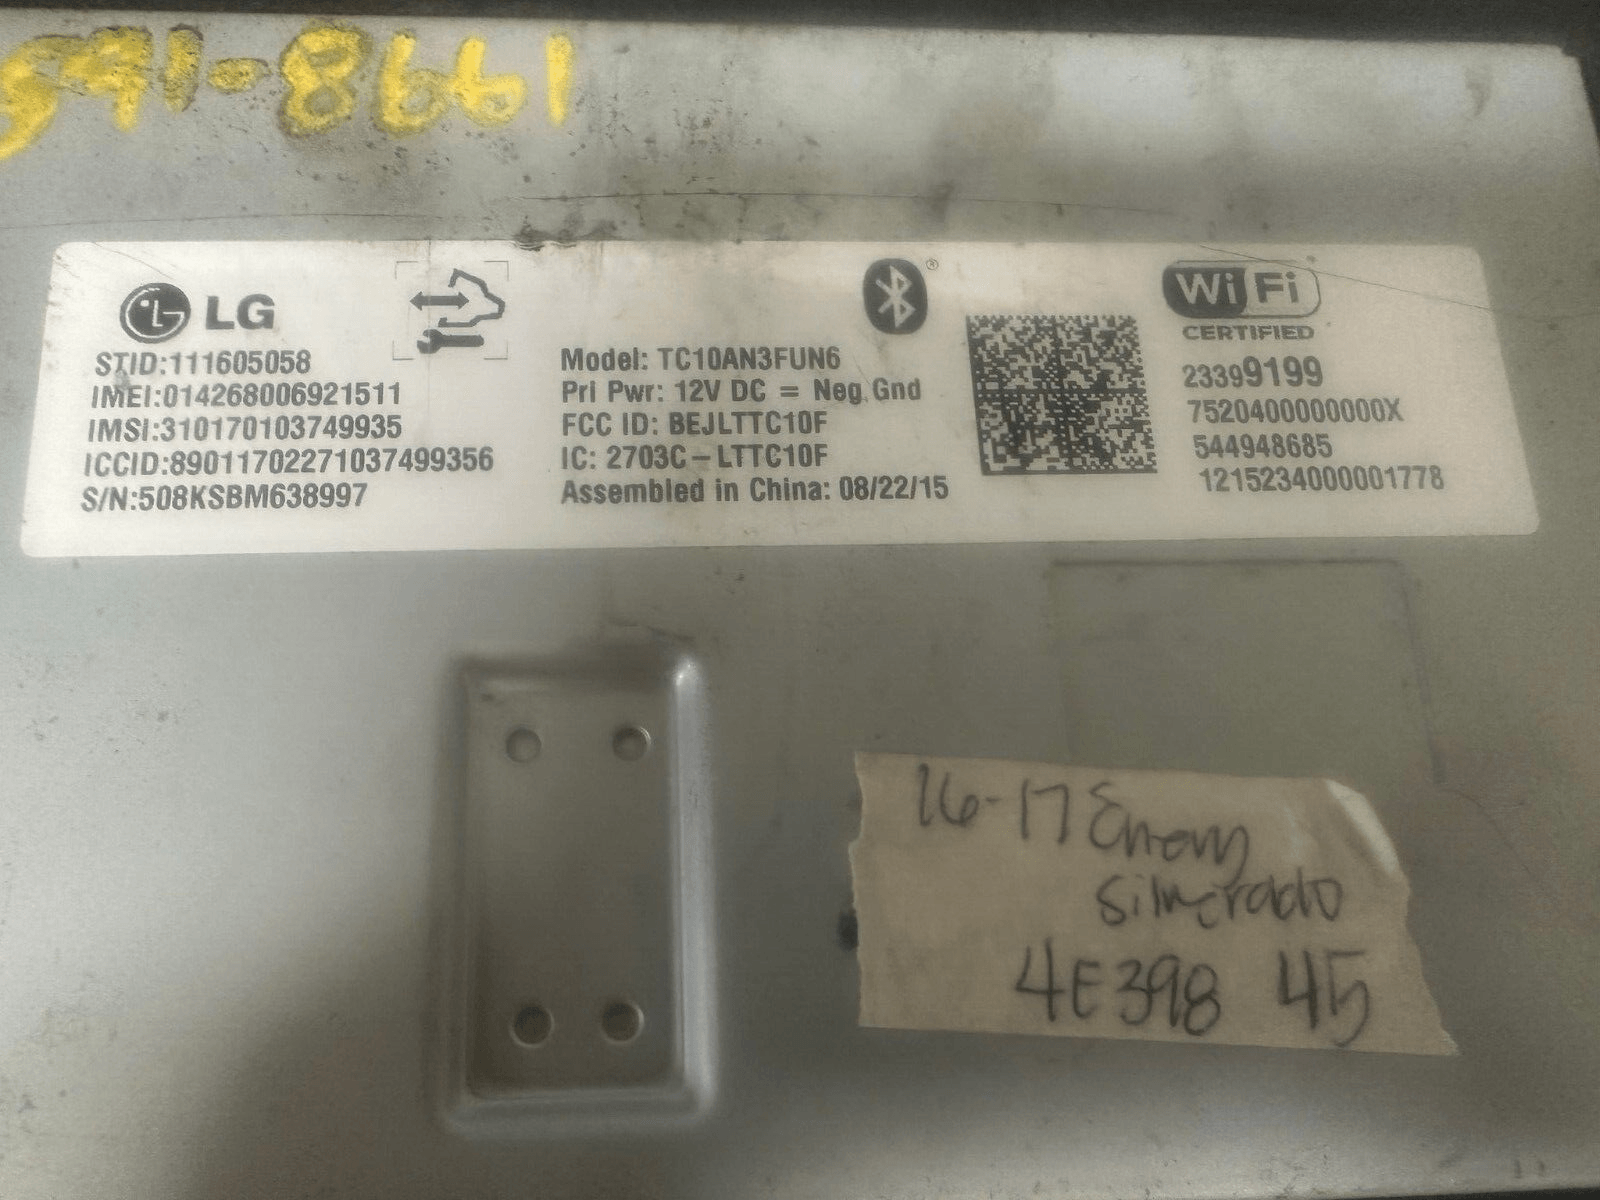 591-8661
LG
STID:111605058
IMEI:014268006921511
IMSI:310170103749935
ICCID:89011702271037499356
S/N:508KSBM638997
Model: TC10AN3FUN6
Pri Pwr: 12V DC = Neg. Gnd
FCC ID: BEJLTTC10F
IC: 2703C-LTTC10F
Assembled in China: 08/22/15
®
Wi Fi
CERTIFIED
23399199
7520400000000X
544948685
1215234000001778
16-17 Chevy
Silverado
4E398 45